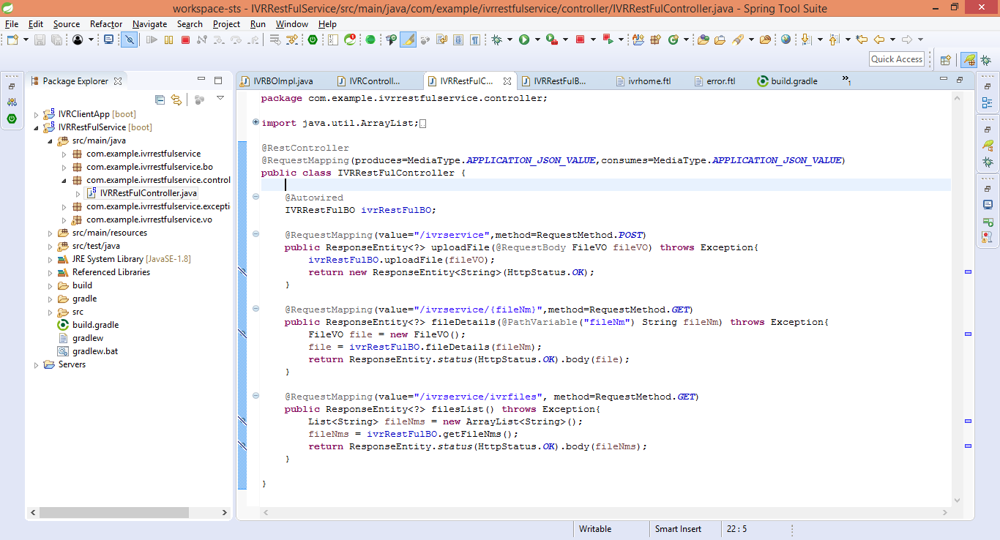 workspace-sts - IVRRestFulService/src/main/java/com/example/ivrrestfulservice/controller/IVRRestFulController.java - Spring Tool Suite
File Edit Source Refactor Navigate Search Project Run Window Help
Quick Access
Package Explorer
IVRBOImpl.java IVRControll... IVRRestFulC... IVRRestFulB... ivrhome.ftl error.ftl build.gradle »1
IVRClientApp [boot]
IVRRestFulService [boot]
src/main/java
com.example.ivrrestfulservice
com.example.ivrrestfulservice.bo
com.example.ivrrestfulservice.control
IVRRestFulController.java
com.example.ivrrestfulservice.excepti
com.example.ivrrestfulservice.vo
src/main/resources
src/test/java
JRE System Library [JavaSE-1.8]
Referenced Libraries
build
gradle
src
build.gradle
gradlew
gradlew.bat
Servers
package com.example.ivrrestfulservice.controller;
import java.util.ArrayList;
@RestController
@RequestMapping(produces=MediaType.APPLICATION_JSON_VALUE,consumes=MediaType.APPLICATION_JSON_VALUE)
public class IVRRestFulController {
@Autowired
IVRRestFulBO ivrRestFulBO;
@RequestMapping(value="/ivrservice",method=RequestMethod.POST)
public ResponseEntity<?> uploadFile(@RequestBody FileVO fileVO) throws Exception{
ivrRestFulBO.uploadFile(fileVO);
return new ResponseEntity<String>(HttpStatus.OK);
}
@RequestMapping(value="/ivrservice/{fileNm}",method=RequestMethod.GET)
public ResponseEntity<?> fileDetails(@PathVariable("fileNm") String fileNm) throws Exception{
FileVO file = new FileVO();
file = ivrRestFulBO.fileDetails(fileNm);
return ResponseEntity.status(HttpStatus.OK).body(file);
}
@RequestMapping(value="/ivrservice/ivrfiles", method=RequestMethod.GET)
public ResponseEntity<?> filesList() throws Exception{
List<String> fileNms = new ArrayList<String>();
fileNms = ivrRestFulBO.getFileNms();
return ResponseEntity.status(HttpStatus.OK).body(fileNms);
}
}
Writable Smart Insert 22 : 5